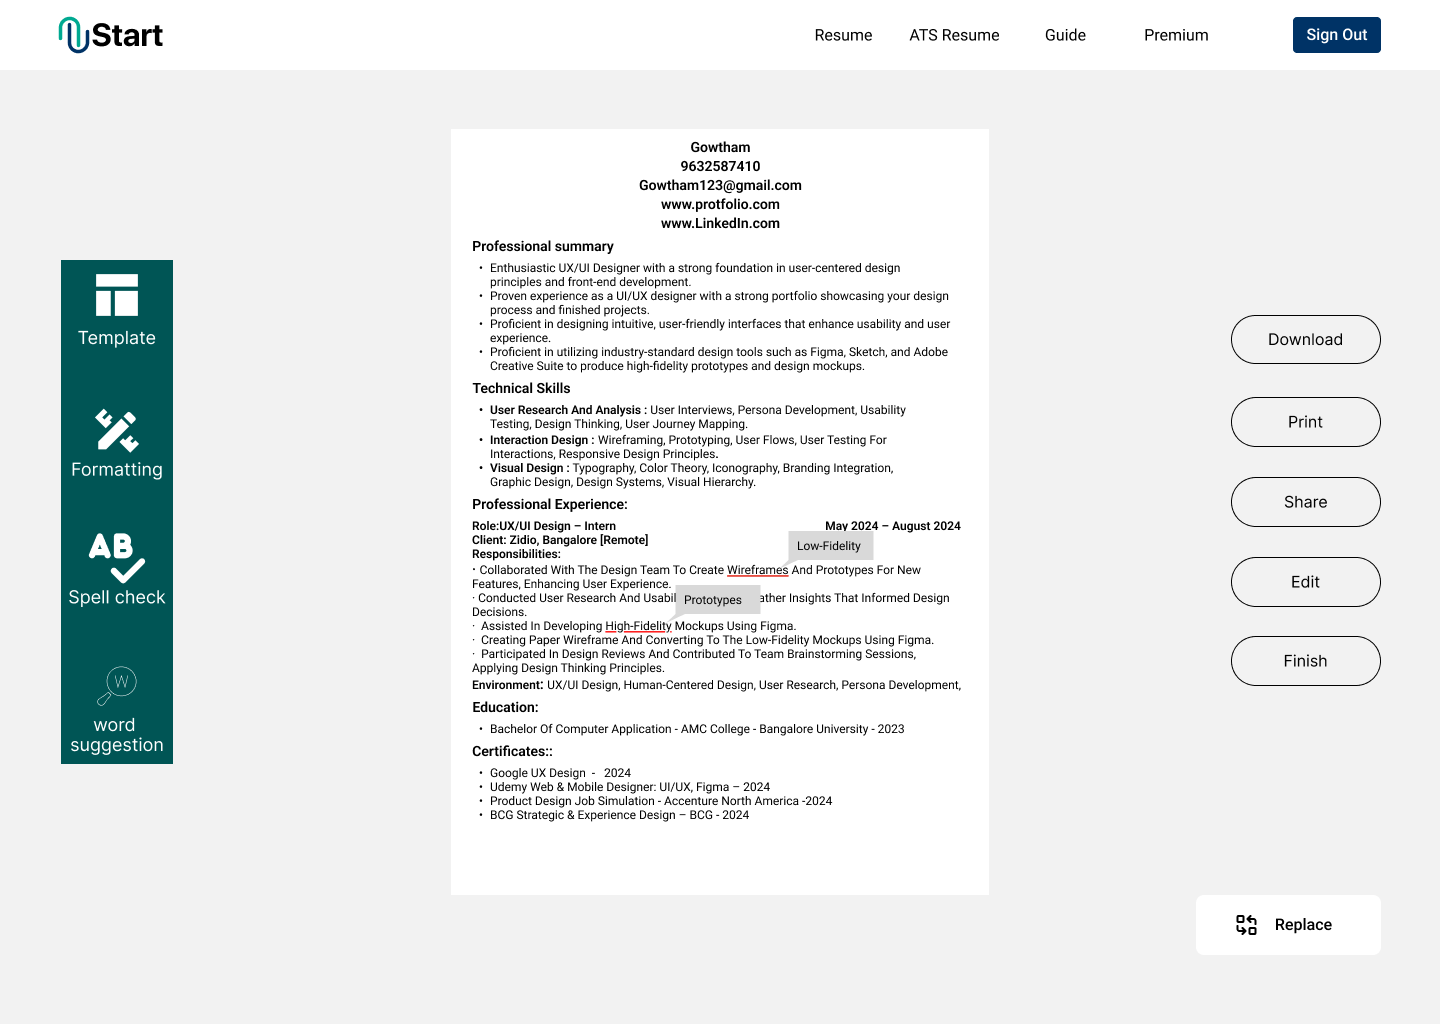 Start
Resume ATS Resume Guide Premium Sign Out
Gowtham
9632587410
Gowtham123@gmail.com
www.protfolio.com
www.LinkedIn.com
Professional summary
• Enthusiastic UX/UI Designer with a strong foundation in user-centered design
principles and front-end development.
• Proven experience as a UI/UX designer with a strong portfolio showcasing your design
process and finished projects.
• Proficient in designing intuitive, user-friendly interfaces that enhance usability and user
experience.
• Proficient in utilizing industry-standard design tools such as Figma, Sketch, and Adobe
Creative Suite to produce high-fidelity prototypes and design mockups.
Technical Skills
• User Research And Analysis : User Interviews, Persona Development, Usability
Testing, Design Thinking, User Journey Mapping.
• Interaction Design : Wireframing, Prototyping, User Flows, User Testing For
Interactions, Responsive Design Principles.
• Visual Design : Typography, Color Theory, Iconography, Branding Integration,
Graphic Design, Design Systems, Visual Hierarchy.
Professional Experience:
Role:UX/UI Design – Intern May 2024 – August 2024
Client: Zidio, Bangalore [Remote]
Low-Fidelity
Responsibilities:
· Collaborated With The Design Team To Create Wireframes And Prototypes For New
Features, Enhancing User Experience.
· Conducted User Research And Insights That Informed Design
Prototypes
Decisions.
· Assisted In Developing High-Fidelity Mockups Using Figma.
· Creating Paper Wireframe And Converting To The Low-Fidelity Mockups Using Figma.
· Participated In Design Reviews And Contributed To Team Brainstorming Sessions,
Applying Design Thinking Principles.
Environment: UX/UI Design, Human-Centered Design, User Research, Persona Development,
Education:
• Bachelor Of Computer Application - AMC College - Bangalore University - 2023
Certificates::
• Google UX Design - 2024
• Udemy Web & Mobile Designer: UI/UX, Figma – 2024
• Product Design Job Simulation - Accenture North America -2024
• BCG Strategic & Experience Design – BCG - 2024
Template
Formatting
AB
Spell check
W
word
suggestion
Download
Print
Share
Edit
Finish
Replace